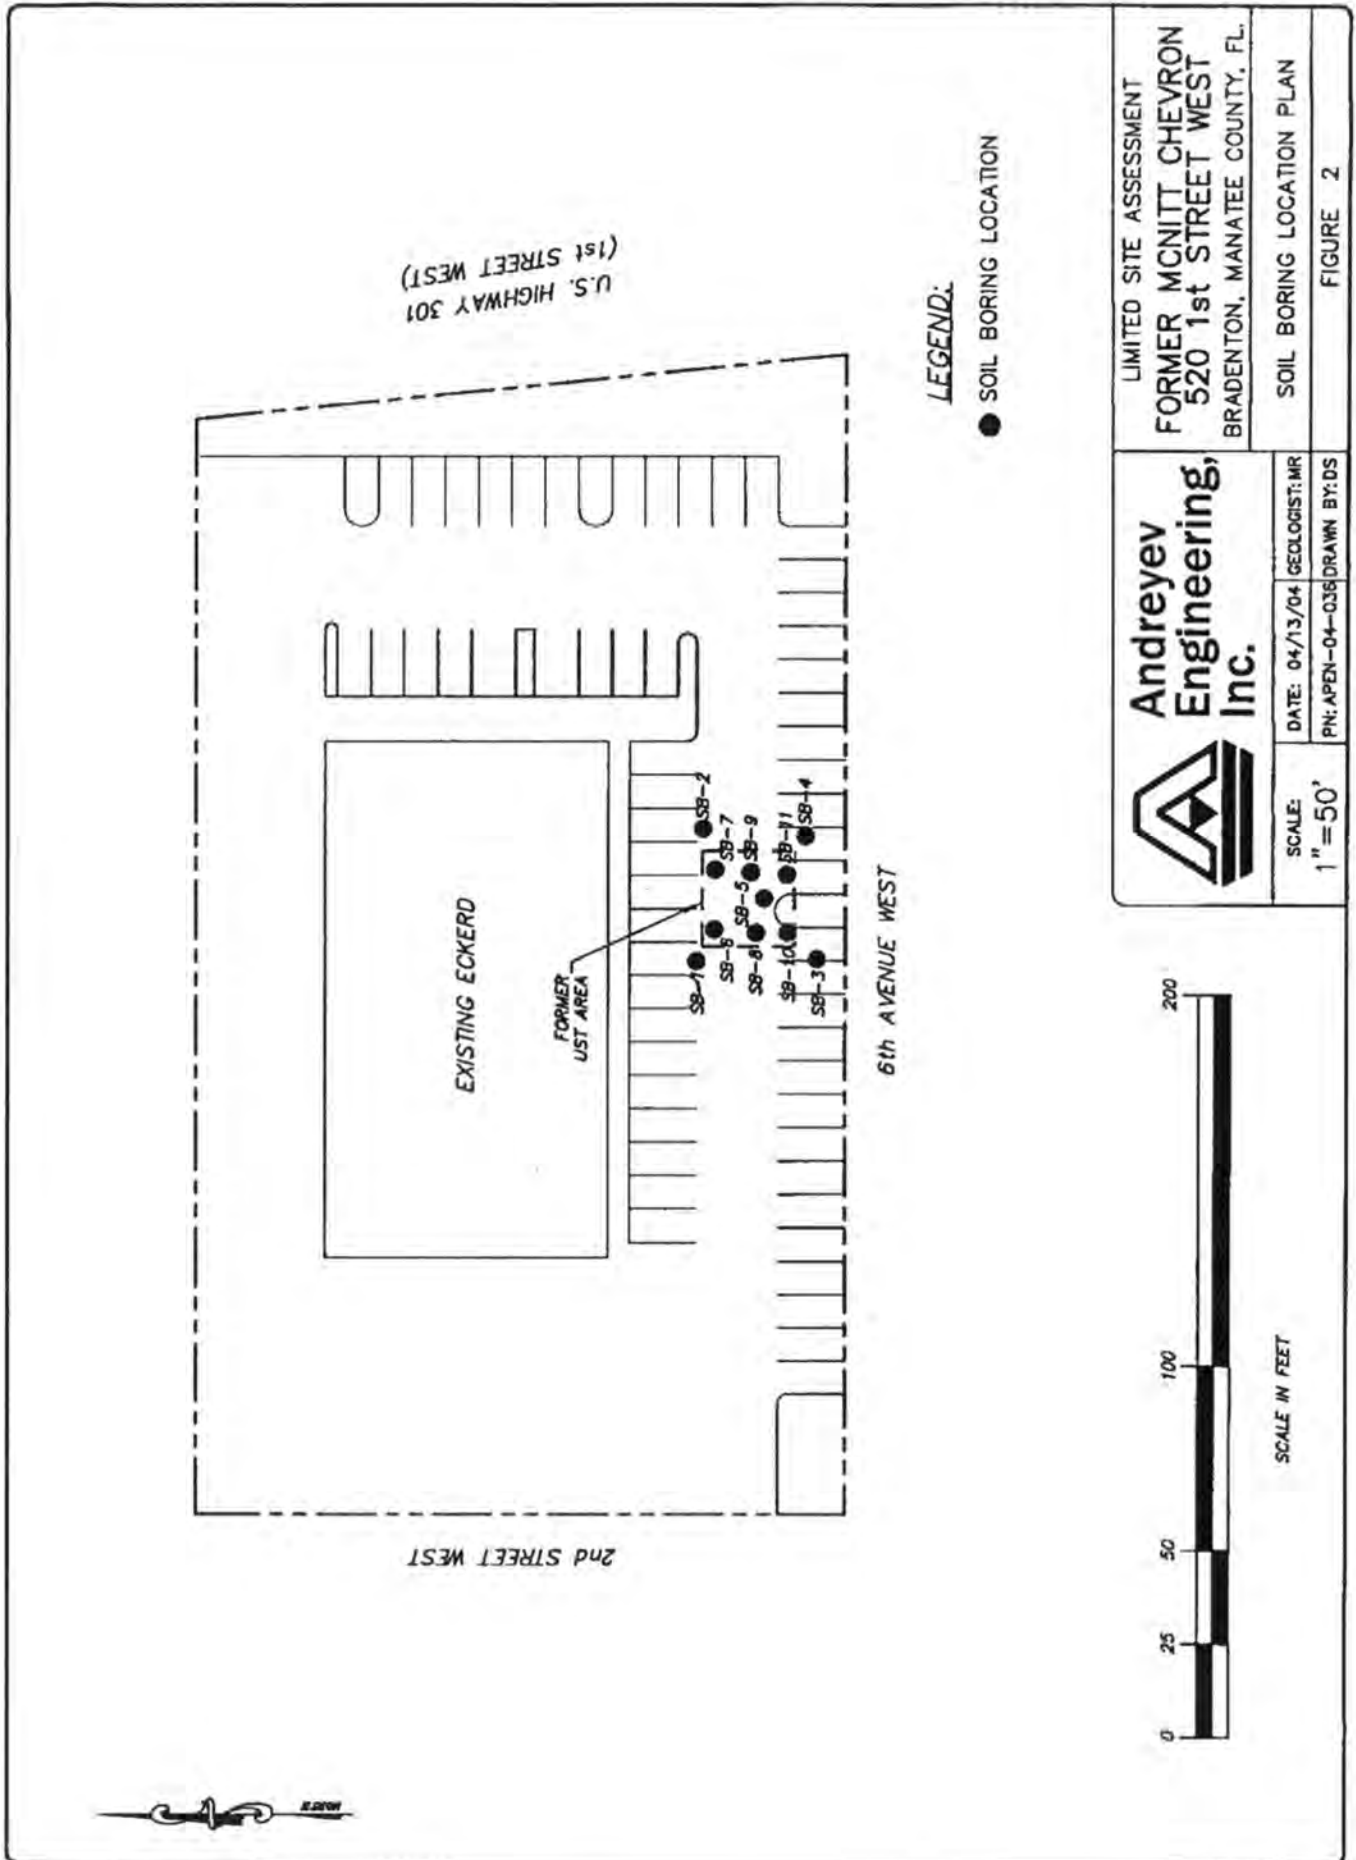 U.S. HIGHWAY 301
(1st STREET WEST)
2nd STREET WEST
EXISTING ECKERD
FORMER
UST AREA
SB-1
SB-2
SB-7
SB-9
SB-5
SB-8
SB-11
SB-10
SB-4
SB-3
6th AVENUE WEST
LEGEND:
SOIL BORING LOCATION
0 25 50 100 200
SCALE IN FEET
Andreyev
Engineering,
Inc.
SCALE:
1"=50'
DATE: 04/13/04
GEOLOGIST:MR
PN: APEN-04-036
DRAWN BY:DS
LIMITED SITE ASSESSMENT
FORMER MCNITT CHEVRON
520 1st STREET WEST
BRADENTON, MANATEE COUNTY, FL.
SOIL BORING LOCATION PLAN
FIGURE 2